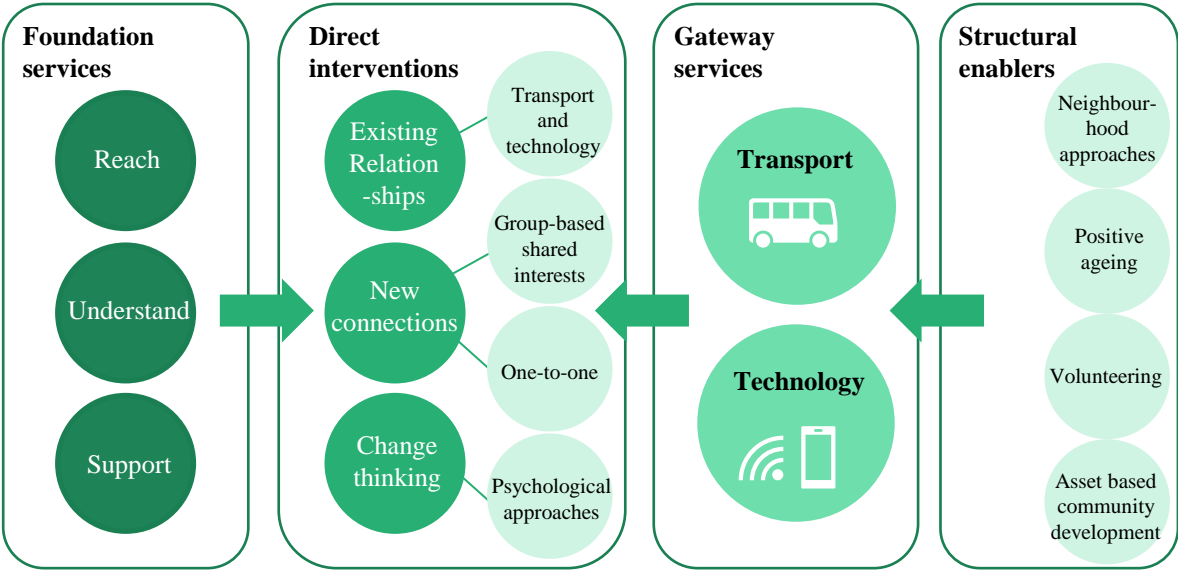 Foundation
services
Reach
Understand
Support
Direct
interventions
Existing
Relation
-ships
New
connections
Change
thinking
Transport
and
technology
Group-based
shared
interests
One-to-one
Psychological
approaches
Gateway
services
Transport
Technology
Structural
enablers
Neighbour-
hood
approaches
Positive
ageing
Volunteering
Asset based
community
development